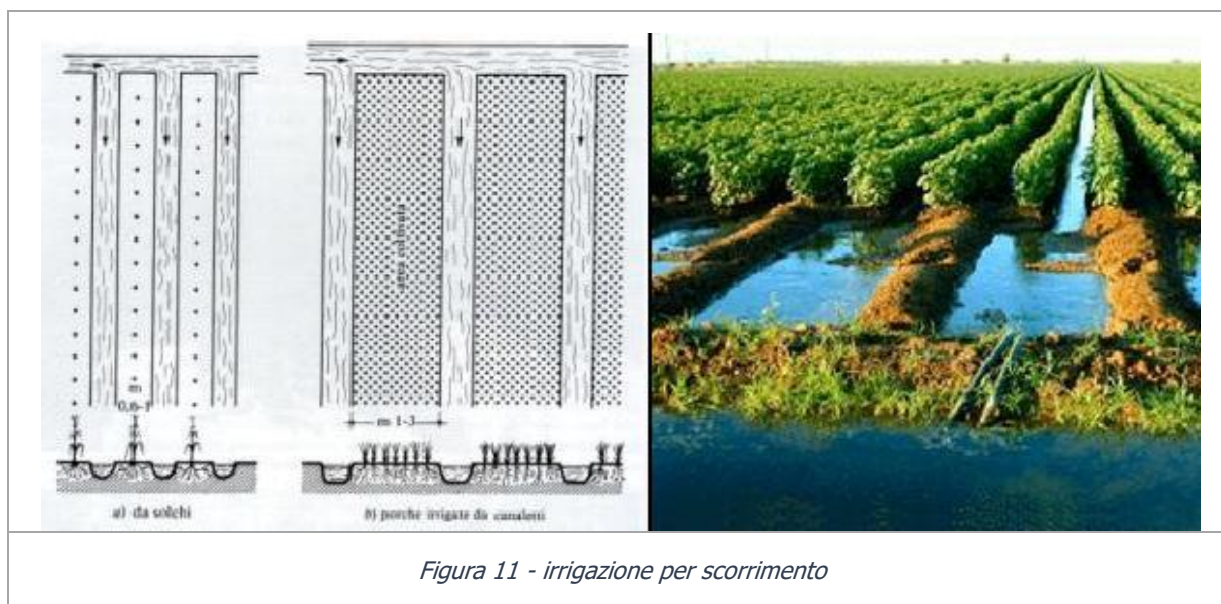 area coltivata
m
0,6-1
m 1-3
a) da solchi
b) porche irrigate da canaletti
Figura 11 - irrigazione per scorrimento